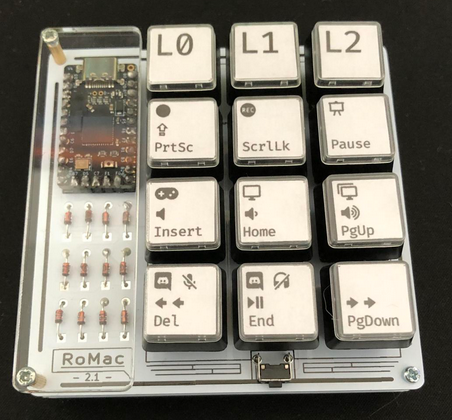 L0 L1 L2
REC
PrtSc ScrlLk Pause
Insert Home PgUp
Del End PgDown
RoMac
2.1